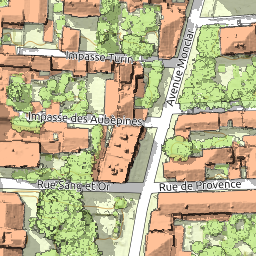 Impasse Turin
Avenue Monclar
Impasse des Aubépines
Rue Sang et Or
Rue de Provence